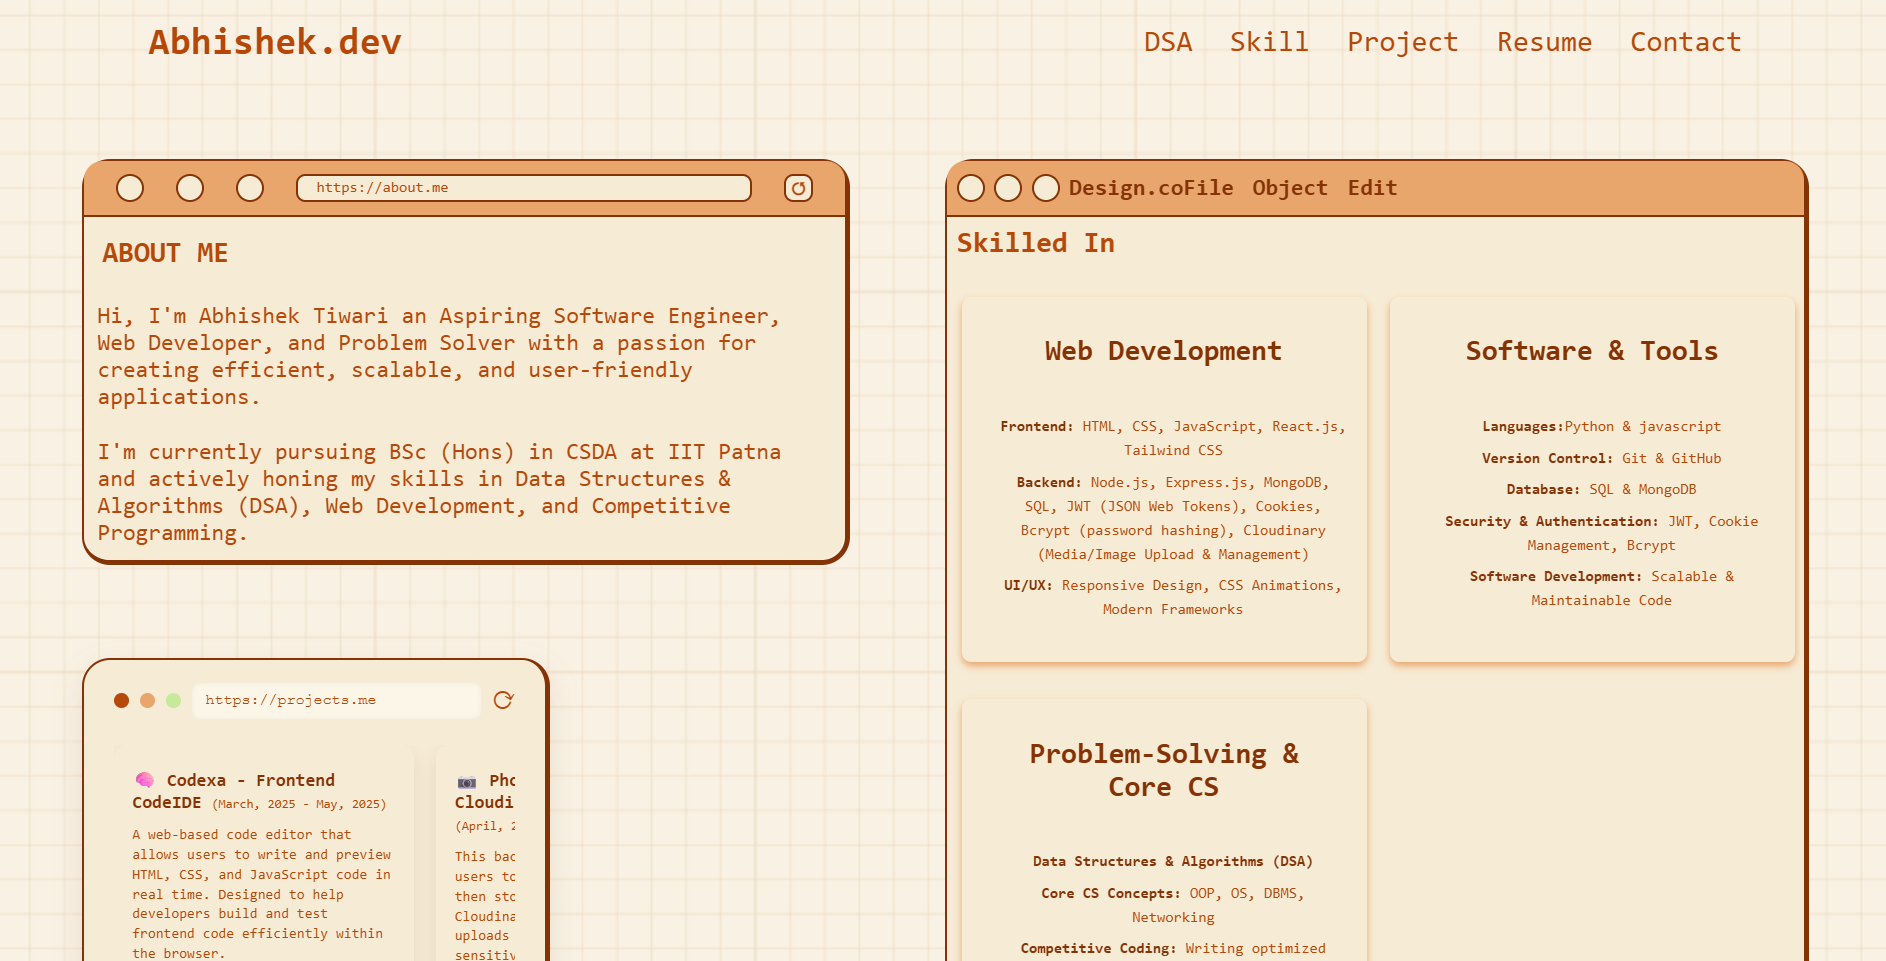 Abhishek.dev
DSA Skill Project Resume Contact
https://about.me
ABOUT ME
Hi, I'm Abhishek Tiwari an Aspiring Software Engineer,
Web Developer, and Problem Solver with a passion for
creating efficient, scalable, and user-friendly
applications.
I'm currently pursuing BSc (Hons) in CSDA at IIT Patna
and actively honing my skills in Data Structures &
Algorithms (DSA), Web Development, and Competitive
Programming.
https://projects.me
Codexa - Frontend
CodeIDE (March, 2025 - May, 2025)
A web-based code editor that
allows users to write and preview
HTML, CSS, and JavaScript code in
real time. Designed to help
developers build and test
frontend code efficiently within
the browser.
Pho
Cloudi
(April, 2
This bac
users to
then sto
Cloudina
uploads
sensitiv
Design.coFile Object Edit
Skilled In
Web Development
Frontend: HTML, CSS, JavaScript, React.js,
Tailwind CSS
Backend: Node.js, Express.js, MongoDB,
SQL, JWT (JSON Web Tokens), Cookies,
Bcrypt (password hashing), Cloudinary
(Media/Image Upload & Management)
UI/UX: Responsive Design, CSS Animations,
Modern Frameworks
Software & Tools
Languages:Python & javascript
Version Control: Git & GitHub
Database: SQL & MongoDB
Security & Authentication: JWT, Cookie
Management, Bcrypt
Software Development: Scalable &
Maintainable Code
Problem-Solving &
Core CS
Data Structures & Algorithms (DSA)
Core CS Concepts: OOP, OS, DBMS,
Networking
Competitive Coding: Writing optimized